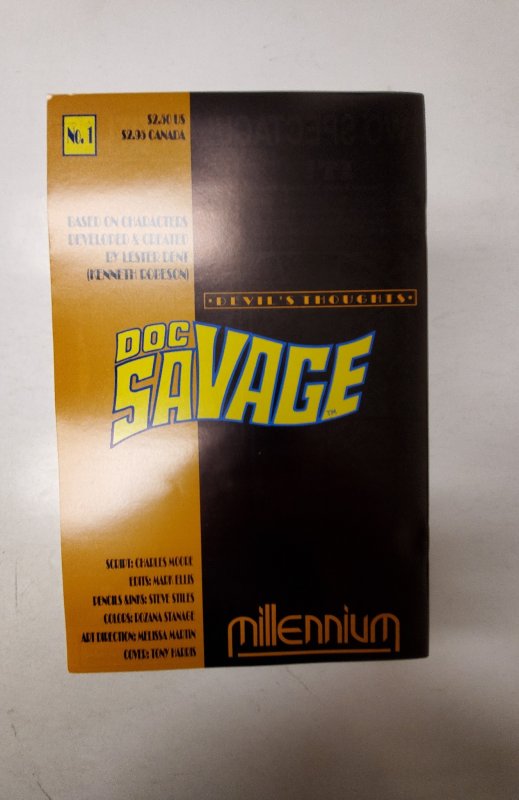 No. 1
$2.50 US
$2.95 CANADA
BASED ON CHARACTERS
DEVELOPED & CREATED
BY LESTER DENT
(KENNETH ROBESON)
• DEVIL'S THOUGHTS •
DOC
SAVAGE
TM
SCRIPT: CHARLES MOORE
EDITS: MARK ELLIS
PENCILS &INKS: STEVE STILES
COLORS: ROZANA STANAGE
ART DIRECTION: MELISSA MARTIN
COVER: TONY HARRIS
millennium